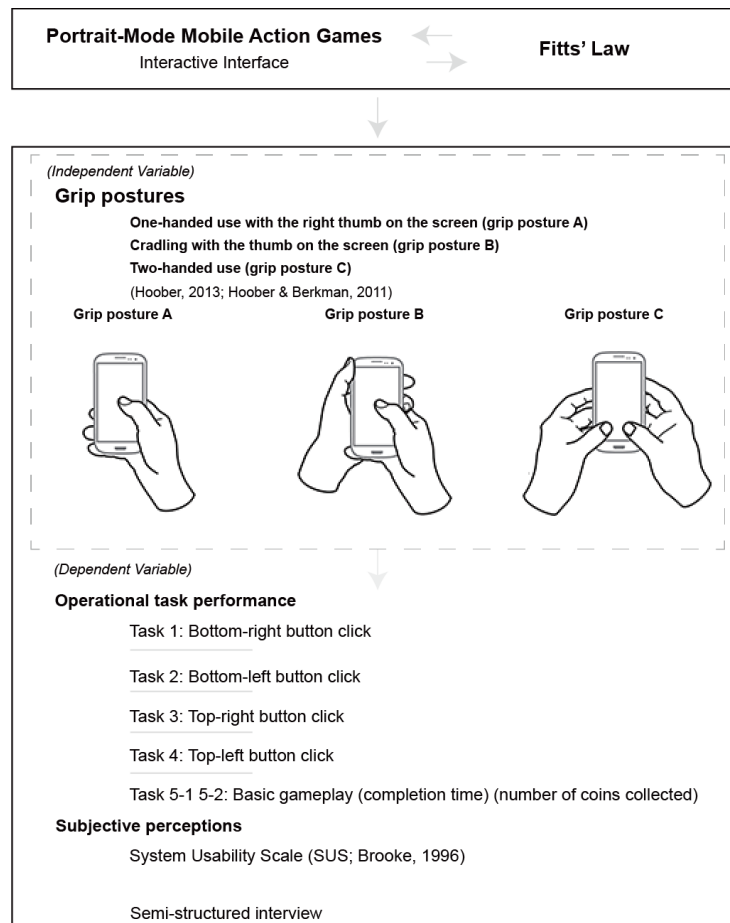 Portrait-Mode Mobile Action Games
Interactive Interface
Fitts’ Law
(Independent Variable)
Grip postures
One-handed use with the right thumb on the screen (grip posture A)
Cradling with the thumb on the screen (grip posture B)
Two-handed use (grip posture C)
(Hoober, 2013; Hoober & Berkman, 2011)
Grip posture A
Grip posture B
Grip posture C
(Dependent Variable)
Operational task performance
Task 1: Bottom-right button click
Task 2: Bottom-left button click
Task 3: Top-right button click
Task 4: Top-left button click
Task 5-1 5-2: Basic gameplay (completion time) (number of coins collected)
Subjective perceptions
System Usability Scale (SUS; Brooke, 1996)
Semi-structured interview